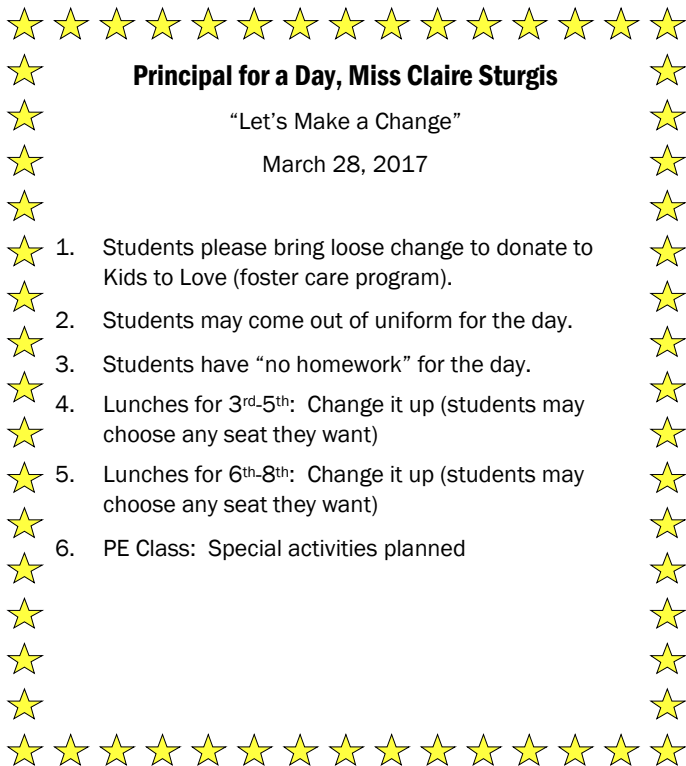 Principal for a Day, Miss Claire Sturgis
“Let’s Make a Change”
March 28, 2017
1. Students please bring loose change to donate to
Kids to Love (foster care program).
2. Students may come out of uniform for the day.
3. Students have “no homework” for the day.
4. Lunches for 3rd-5th: Change it up (students may
choose any seat they want)
5. Lunches for 6th-8th: Change it up (students may
choose any seat they want)
6. PE Class: Special activities planned